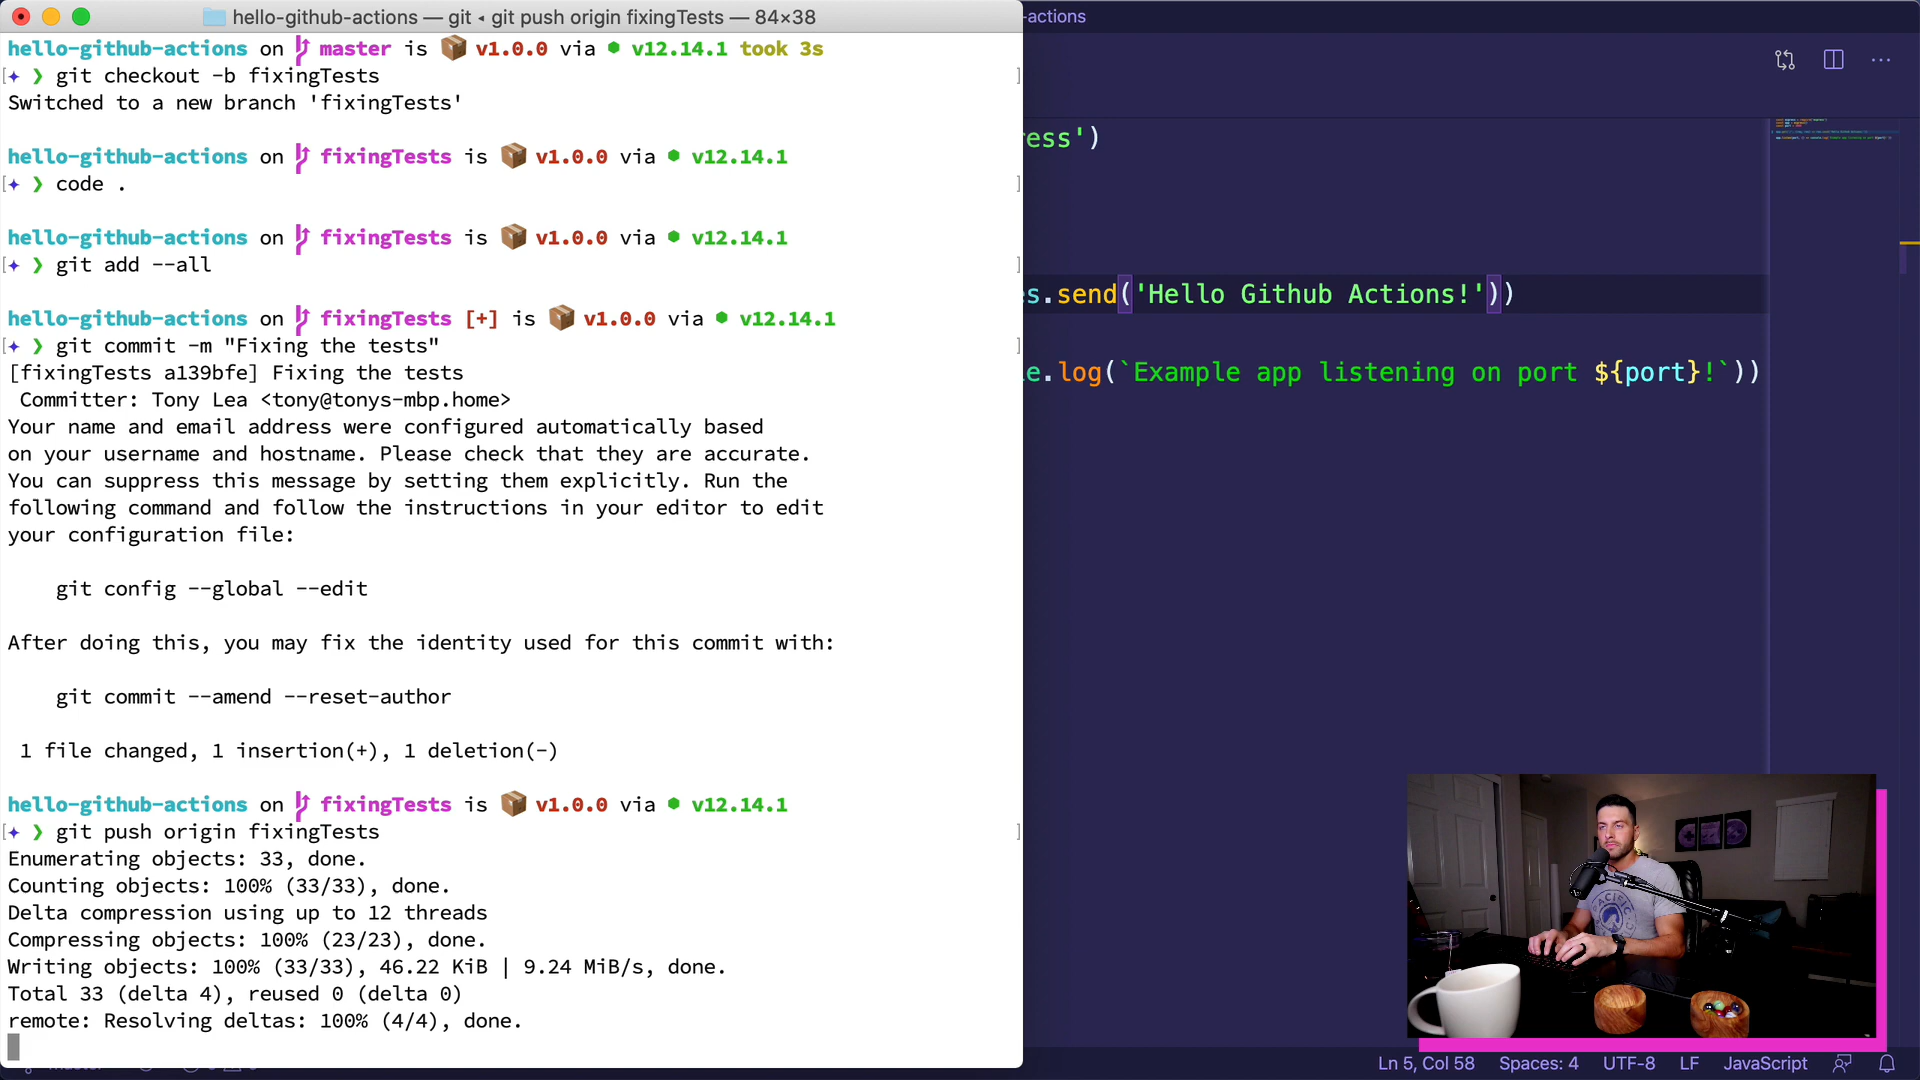 hello-github-actions — git ◂ git push origin fixingTests — 84×38
hello-github-actions on master is 📦 v1.0.0 via ⬢ v12.14.1 took 3s
[✦ ❯ git checkout -b fixingTests ]
Switched to a new branch 'fixingTests'
hello-github-actions on fixingTests is 📦 v1.0.0 via ⬢ v12.14.1
[✦ ❯ code . ]
hello-github-actions on fixingTests is 📦 v1.0.0 via ⬢ v12.14.1
[✦ ❯ git add --all ]
hello-github-actions on fixingTests [+] is 📦 v1.0.0 via ⬢ v12.14.1
[✦ ❯ git commit -m "Fixing the tests" ]
[fixingTests a139bfe] Fixing the tests
Committer: Tony Lea <tony@tonys-mbp.home>
Your name and email address were configured automatically based
on your username and hostname. Please check that they are accurate.
You can suppress this message by setting them explicitly. Run the
following command and follow the instructions in your editor to edit
your configuration file:
git config --global --edit
After doing this, you may fix the identity used for this commit with:
git commit --amend --reset-author
1 file changed, 1 insertion(+), 1 deletion(-)
hello-github-actions on fixingTests is 📦 v1.0.0 via ⬢ v12.14.1
[✦ ❯ git push origin fixingTests ]
Enumerating objects: 33, done.
Counting objects: 100% (33/33), done.
Delta compression using up to 12 threads
Compressing objects: 100% (23/23), done.
Writing objects: 100% (33/33), 46.22 KiB | 9.24 MiB/s, done.
Total 33 (delta 4), reused 0 (delta 0)
remote: Resolving deltas: 100% (4/4), done.
-actions
ress')
s.send('Hello Github Actions!'))
e.log(`Example app listening on port ${port}!`))
PACIFIC
Ln 5, Col 58 Spaces: 4 UTF-8 LF JavaScript